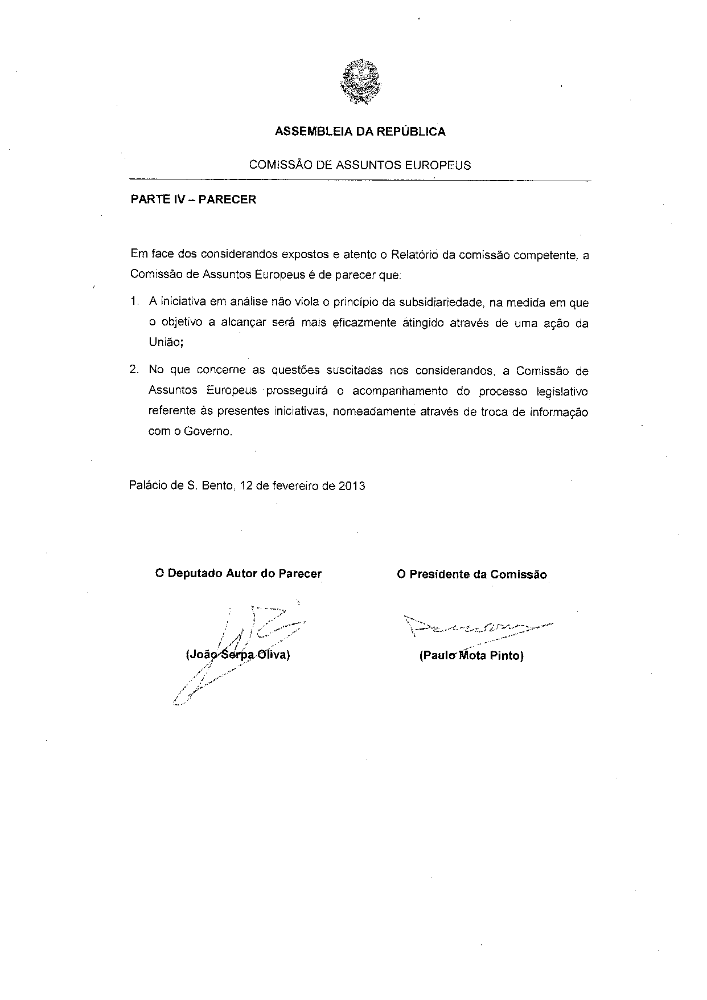 ASSEMBLEIA DA REPÚBLICA
COMISSÃO DE ASSUNTOS EUROPEUS
PARTE IV – PARECER
Em face dos considerandos expostos e atento o Relatório da comissão competente, a
Comissão de Assuntos Europeus é de parecer que:
1. A iniciativa em análise não viola o princípio da subsidiariedade, na medida em que
o objetivo a alcançar será mais eficazmente atingido através de uma ação da
União;
2. No que concerne as questões suscitadas nos considerandos, a Comissão de
Assuntos Europeus prosseguirá o acompanhamento do processo legislativo
referente às presentes iniciativas, nomeadamente através de troca de informação
com o Governo.
Palácio de S. Bento, 12 de fevereiro de 2013
O Deputado Autor do Parecer O Presidente da Comissão
(João Serpa Oliva) (Paulo Mota Pinto)